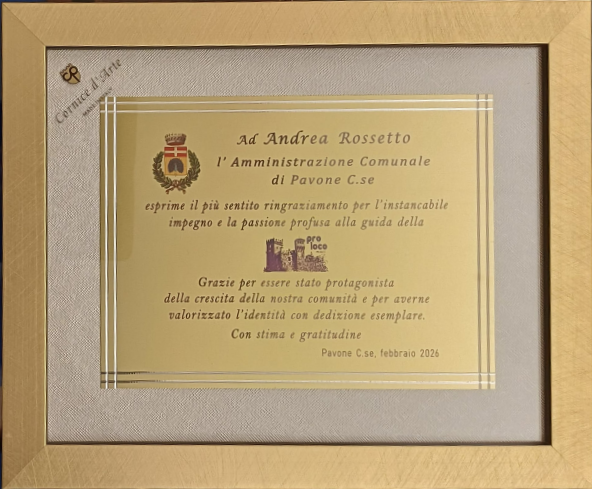 Cornice d'Arte
Ad Andrea Rossetto
l'Amministrazione Comunale
di Pavone C.se
esprime il più sentito ringraziamento per l'instancabile
impegno e la passione profusa alla guida della
pro
loco
Grazie per essere stato protagonista
della crescita della nostra comunità e per averne
valorizzato l'identità con dedizione esemplare.
Con stima e gratitudine
Pavone C.se, febbraio 2026